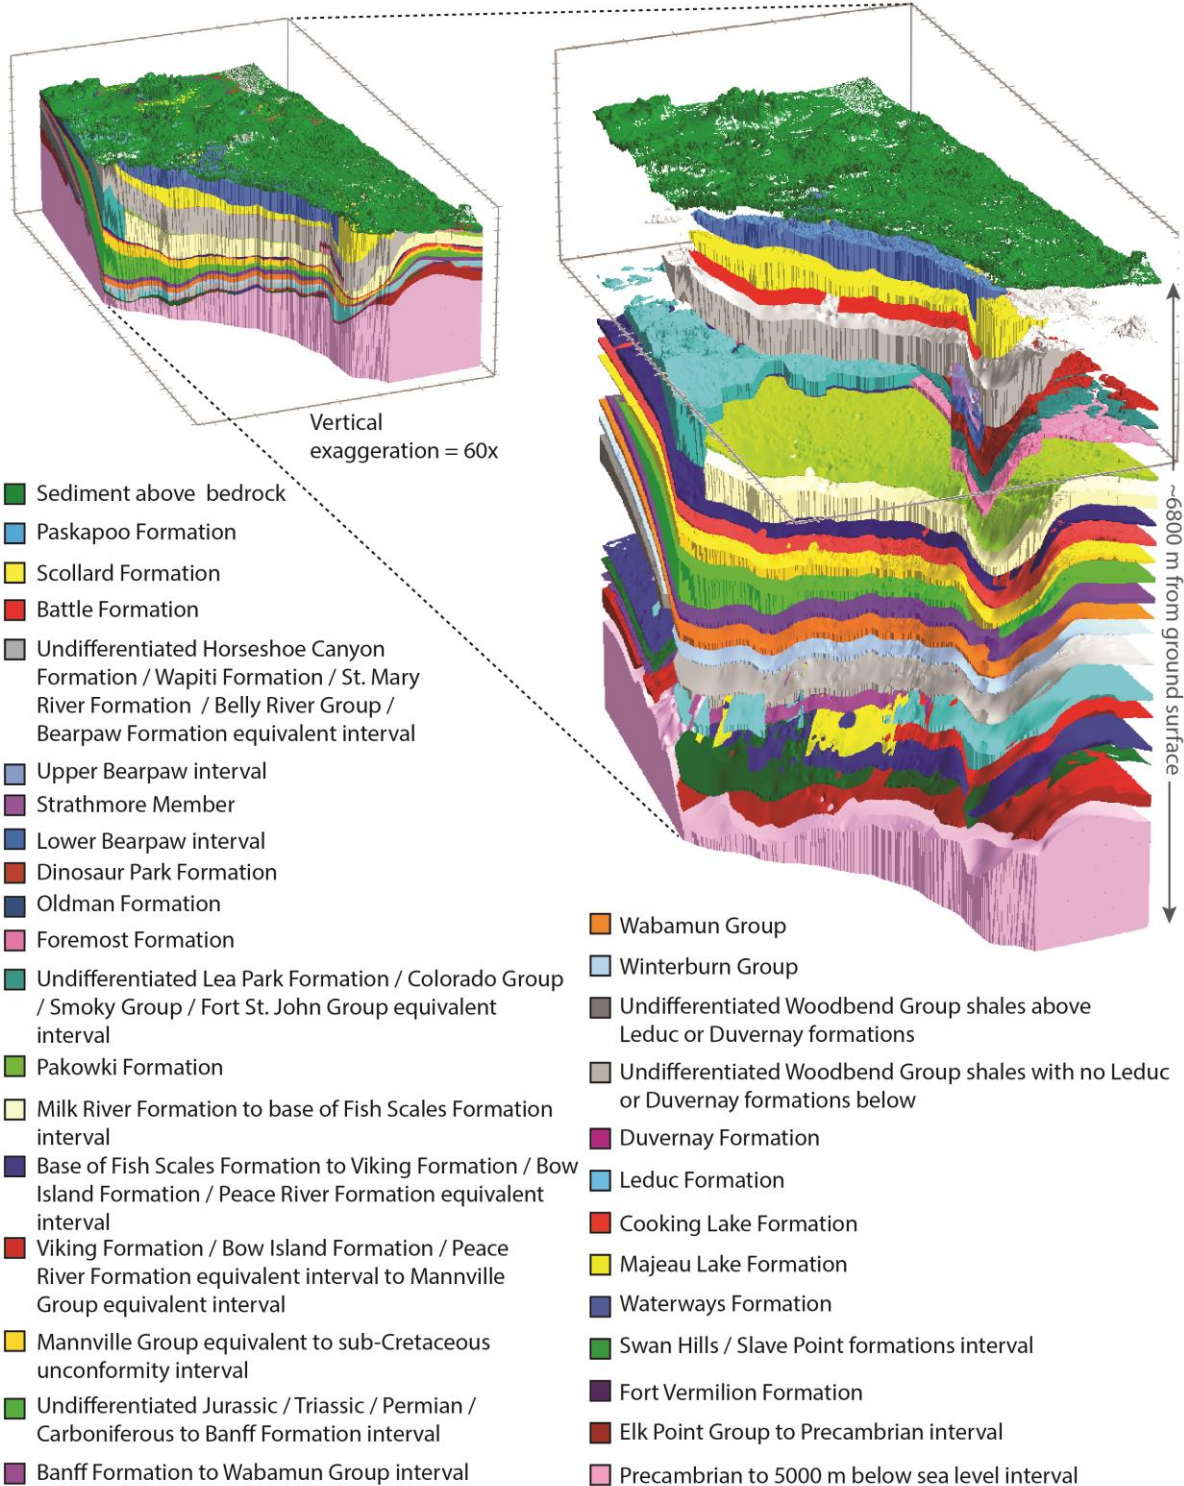 Vertical
exaggeration = 60x
~6800 m from ground surface
Sediment above bedrock
Paskapoo Formation
Scollard Formation
Battle Formation
Undifferentiated Horseshoe Canyon
Formation / Wapiti Formation / St. Mary
River Formation / Belly River Group /
Bearpaw Formation equivalent interval
Upper Bearpaw interval
Strathmore Member
Lower Bearpaw interval
Dinosaur Park Formation
Oldman Formation
Foremost Formation
Undifferentiated Lea Park Formation / Colorado Group
/ Smoky Group / Fort St. John Group equivalent
interval
Pakowki Formation
Milk River Formation to base of Fish Scales Formation
interval
Base of Fish Scales Formation to Viking Formation / Bow
Island Formation / Peace River Formation equivalent
interval
Viking Formation / Bow Island Formation / Peace
River Formation equivalent interval to Mannville
Group equivalent interval
Mannville Group equivalent to sub-Cretaceous
unconformity interval
Undifferentiated Jurassic / Triassic / Permian /
Carboniferous to Banff Formation interval
Banff Formation to Wabamun Group interval
Wabamun Group
Winterburn Group
Undifferentiated Woodbend Group shales above
Leduc or Duvernay formations
Undifferentiated Woodbend Group shales with no Leduc
or Duvernay formations below
Duvernay Formation
Leduc Formation
Cooking Lake Formation
Majeau Lake Formation
Waterways Formation
Swan Hills / Slave Point formations interval
Fort Vermilion Formation
Elk Point Group to Precambrian interval
Precambrian to 5000 m below sea level interval